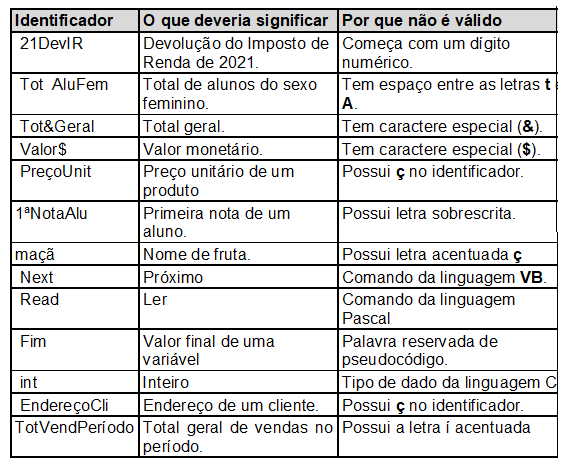 Identificador O que deveria significar Por que não é válido
21DevIR Devolução do Imposto de Renda de 2021. Começa com um dígito numérico.
Tot AluFem Total de alunos do sexo feminino. Tem espaço entre as letras t e A.
Tot&Geral Total geral. Tem caractere especial (&).
Valor$ Valor monetário. Tem caractere especial ($).
PreçoUnit Preço unitário de um produto Possui ç no identificador.
1ªNotaAlu Primeira nota de um aluno. Possui letra sobrescrita.
maçã Nome de fruta. Possui letra acentuada ç
Next Próximo Comando da linguagem VB.
Read Ler Comando da linguagem Pascal
Fim Valor final de uma variável Palavra reservada de pseudocódigo.
int Inteiro Tipo de dado da linguagem C
EndereçoCli Endereço de um cliente. Possui ç no identificador.
TotVendPeríodo Total geral de vendas no período. Possui a letra í acentuada